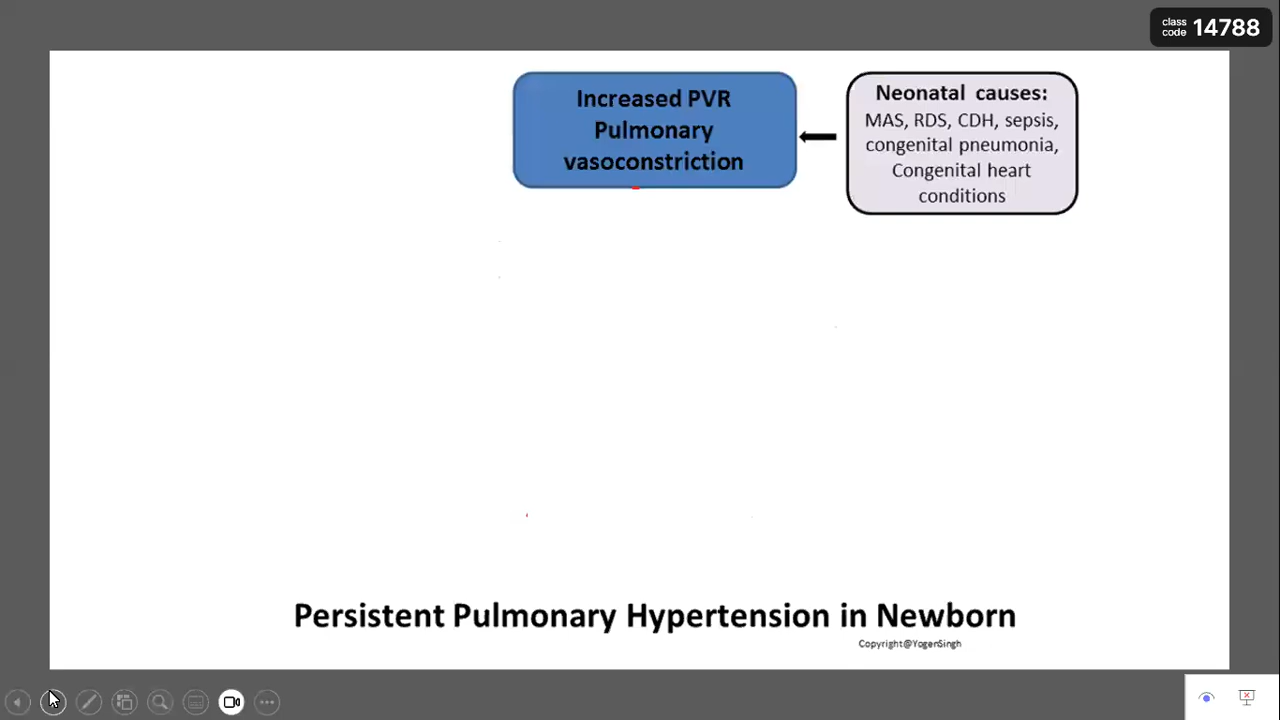 class
code 14788
Increased PVR
Pulmonary
vasoconstriction
Neonatal causes:
MAS, RDS, CDH, sepsis,
congenital pneumonia,
Congenital heart
conditions
Persistent Pulmonary Hypertension in Newborn
Copyright@YogenSingh